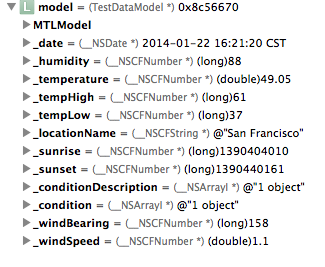 L model = (TestDataModel *) 0x8c56670
MTLModel
_date = (__NSDate *) 2014-01-22 16:21:20 CST
_humidity = (__NSCFNumber *) (long)88
_temperature = (__NSCFNumber *) (double)49.05
_tempHigh = (__NSCFNumber *) (long)61
_tempLow = (__NSCFNumber *) (long)37
_locationName = (__NSCFString *) @"San Francisco"
_sunrise = (__NSCFNumber *) (long)1390404010
_sunset = (__NSCFNumber *) (long)1390440161
_conditionDescription = (__NSArrayI *) @"1 object"
_condition = (__NSArrayI *) @"1 object"
_windBearing = (__NSCFNumber *) (long)158
_windSpeed = (__NSCFNumber *) (double)1.1